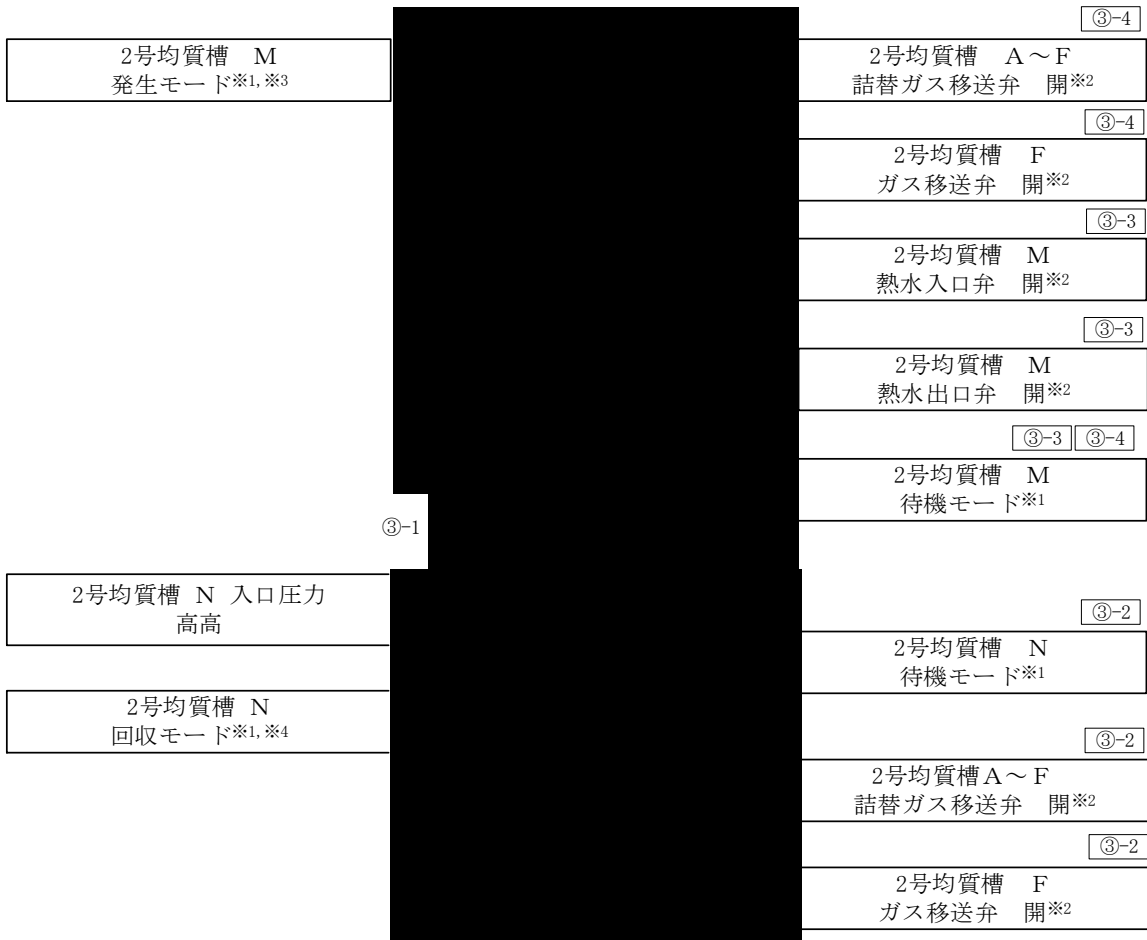 2号均質槽　M
発生モード※1,※3
③-1
2号均質槽 N 入口圧力
高高
2号均質槽 N
回収モード※1,※4
③-4
2号均質槽　A～F
詰替ガス移送弁　開※2
③-4
2号均質槽　F
ガス移送弁　開※2
③-3
2号均質槽　M
熱水入口弁　開※2
③-3
2号均質槽　M
熱水出口弁　開※2
③-3 ③-4
2号均質槽　M
待機モード※1
③-2
2号均質槽　N
待機モード※1
③-2
2号均質槽A～F
詰替ガス移送弁　開※2
③-2
2号均質槽　F
ガス移送弁　開※2